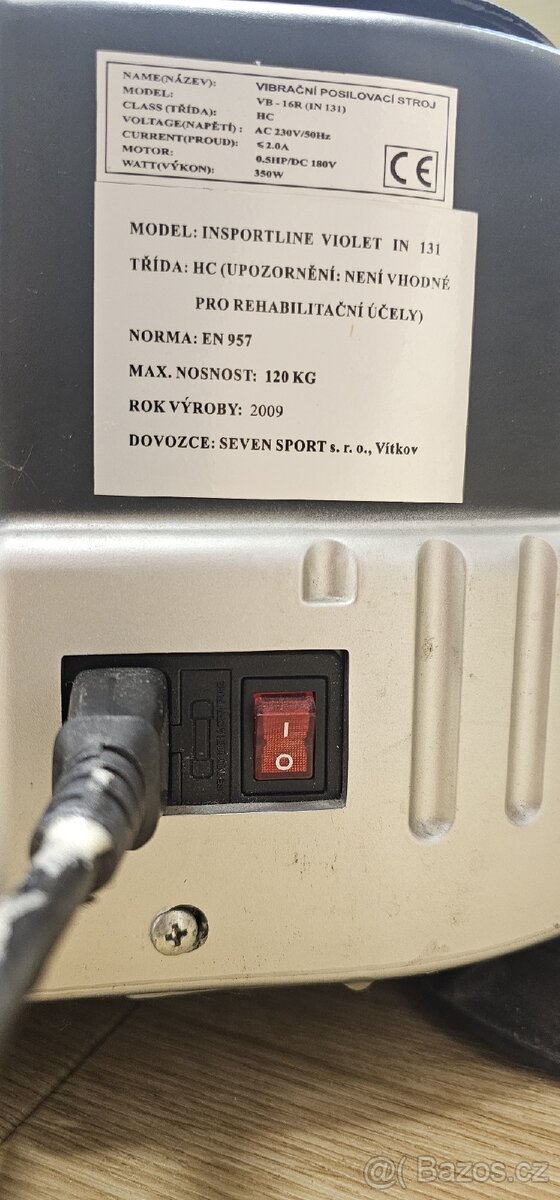 NAME(NÁZEV): VIBRAČNÍ POSILOVACÍ STROJ
MODEL: VB - 16R (IN 131)
CLASS (TŘÍDA): HC
VOLTAGE(NAPĚTÍ) : AC 230V/50Hz
CURRENT(PROUD): ≤2.0A
MOTOR: 0.5HP/DC 180V
WATT(VÝKON): 350W
CE
MODEL: INSPORTLINE VIOLET IN 131
TŘÍDA: HC (UPOZORNĚNÍ: NENÍ VHODNÉ
PRO REHABILITAČNÍ ÚČELY)
NORMA: EN 957
MAX. NOSNOST: 120 KG
ROK VÝROBY: 2009
DOVOZCE: SEVEN SPORT s. r. o., Vítkov
I
O
Bazos.cz